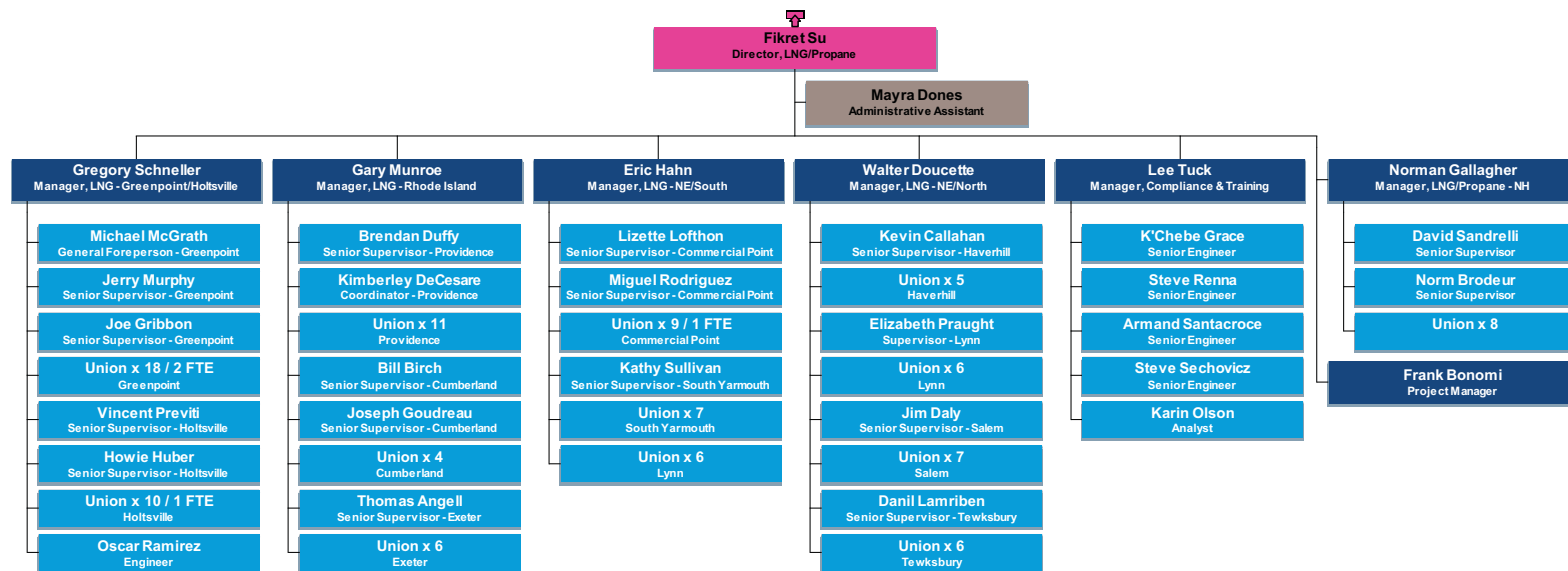 Fikret Su
Director, LNG/Propane
Mayra Dones
Administrative Assistant
Gregory Schneller
Manager, LNG - Greenpoint/Holtsville
Michael McGrath
General Foreperson - Greenpoint
Jerry Murphy
Senior Supervisor - Greenpoint
Joe Gribbon
Senior Supervisor - Greenpoint
Union x 18 / 2 FTE
Greenpoint
Vincent Previti
Senior Supervisor - Holtsville
Howie Huber
Senior Supervisor - Holtsville
Union x 10 / 1 FTE
Holtsville
Oscar Ramirez
Engineer
Gary Munroe
Manager, LNG - Rhode Island
Brendan Duffy
Senior Supervisor - Providence
Kimberley DeCesare
Coordinator - Providence
Union x 11
Providence
Bill Birch
Senior Supervisor - Cumberland
Joseph Goudreau
Senior Supervisor - Cumberland
Union x 4
Cumberland
Thomas Angell
Senior Supervisor - Exeter
Union x 6
Exeter
Eric Hahn
Manager, LNG - NE/South
Lizette Lofthon
Senior Supervisor - Commercial Point
Miguel Rodriguez
Senior Supervisor - Commercial Point
Union x 9 / 1 FTE
Commercial Point
Kathy Sullivan
Senior Supervisor - South Yarmouth
Union x 7
South Yarmouth
Union x 6
Lynn
Walter Doucette
Manager, LNG - NE/North
Kevin Callahan
Senior Supervisor - Haverhill
Union x 5
Haverhill
Elizabeth Praught
Supervisor - Lynn
Union x 6
Lynn
Jim Daly
Senior Supervisor - Salem
Union x 7
Salem
Danil Lamriben
Senior Supervisor - Tewksbury
Union x 6
Tewksbury
Lee Tuck
Manager, Compliance & Training
K'Chebe Grace
Senior Engineer
Steve Renna
Senior Engineer
Armand Santacroce
Senior Engineer
Steve Sechovicz
Senior Engineer
Karin Olson
Analyst
Norman Gallagher
Manager, LNG/Propane - NH
David Sandrelli
Senior Supervisor
Norm Brodeur
Senior Supervisor
Union x 8
Frank Bonomi
Project Manager